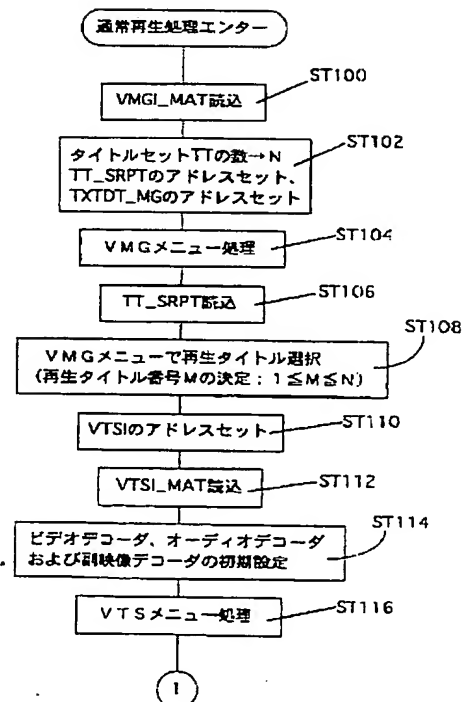 通常再生処理エンター
ST100
VMGI_MAT読込
ST102
タイトルセットTTの数→N
TT_SRPTのアドレスセット、
TXTDT_MGのアドレスセット
ST104
VMGメニュー処理
ST106
TT_SRPT読込
ST108
VMGメニューで再生タイトル選択
(再生タイトル番号Mの決定：1≦M≦N)
ST110
VTSIのアドレスセット
ST112
VTSI_MAT読込
ST114
ビデオデコーダ、オーディオデコーダ
および副映像デコーダの初期設定
ST116
VTSメニュー処理
1